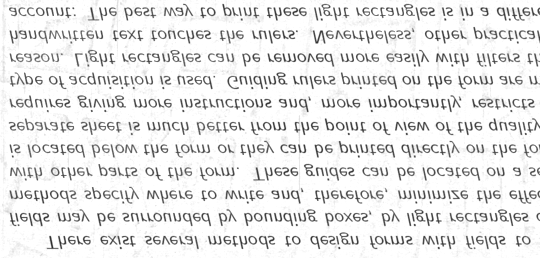 There exist several methods to design forms with fields to
fields may be surrounded by bounding boxes, by light rectangles
methods specify where to write and, therefore, minimize the effec
with other parts of the form. These guides can be located on a se
is located below the form or they can be printed directly on the fo
separate sheet is much better from the point of view of the quality
requires giving more instructions and, more importantly, restricts
type of acquisition is used. Guiding rulers printed on the form are m
reason. Light rectangles can be removed more easily with filters th
handwritten text touches the rulers. Nevertheless, other practical
account: The best way to print these light rectangles is in a differe